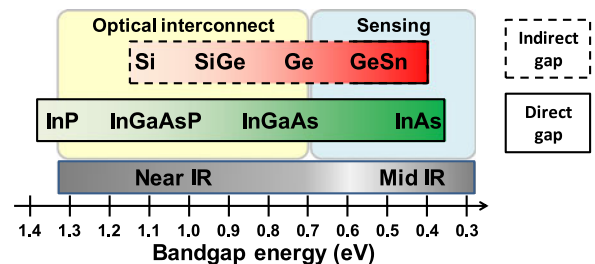 Optical interconnect Sensing
Si SiGe Ge GeSn
InP InGaAsP InGaAs InAs
Near IR Mid IR
1.4 1.3 1.2 1.1 1.0 0.9 0.8 0.7 0.6 0.5 0.4 0.3
Bandgap energy (eV)
Indirect
gap
Direct
gap